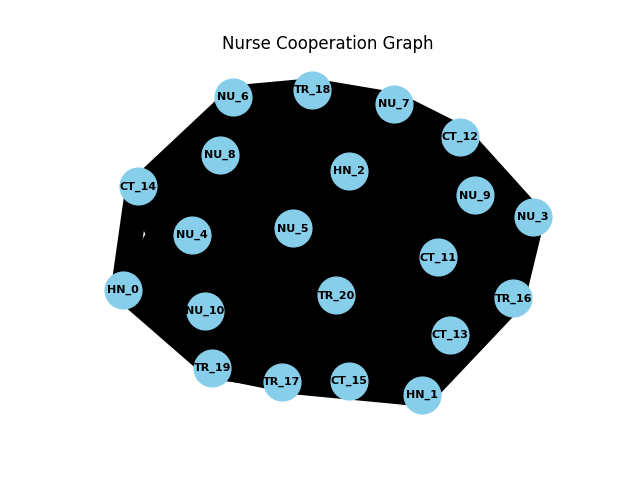 Nurse Cooperation Graph
NU_6
TR_18
NU_7
CT_12
NU_8
HN_2
CT_14
NU_9
NU_3
NU_4
NU_5
CT_11
HN_0
TR_20
TR_16
NU_10
CT_13
TR_19
TR_17
CT_15
HN_1